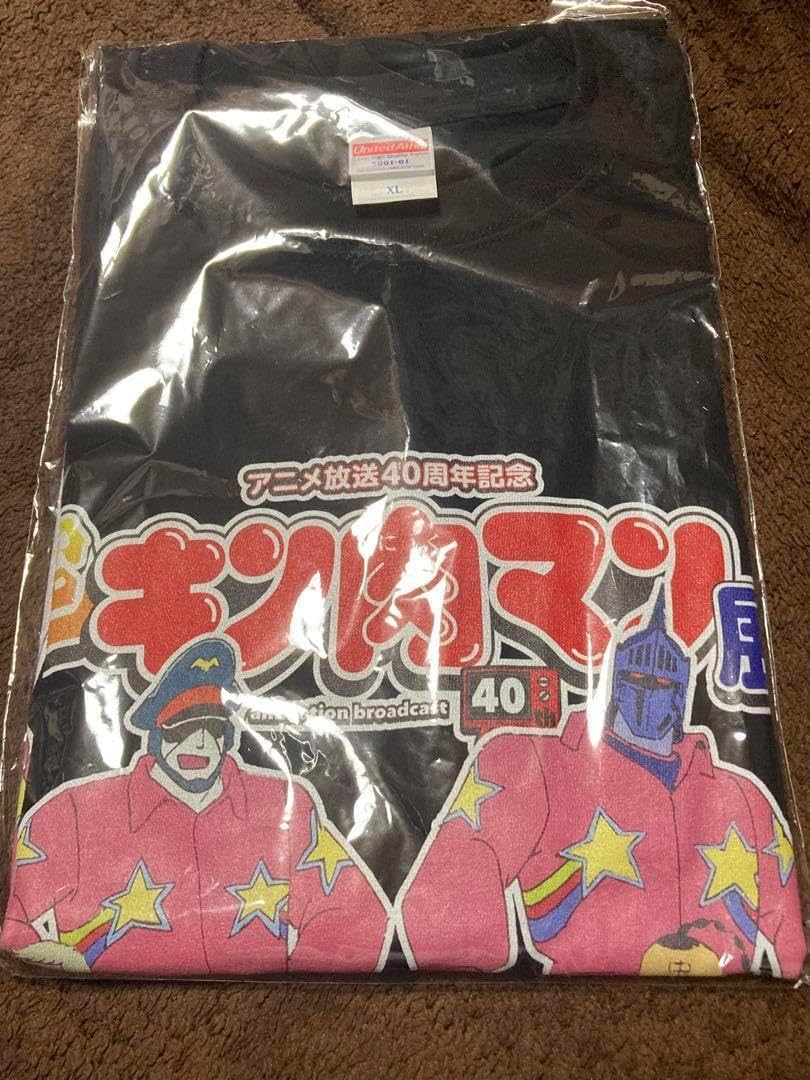 United Athle
5001-01
XL
アニメ放送40周年記念
キン肉マン
animation broadcast
40
th